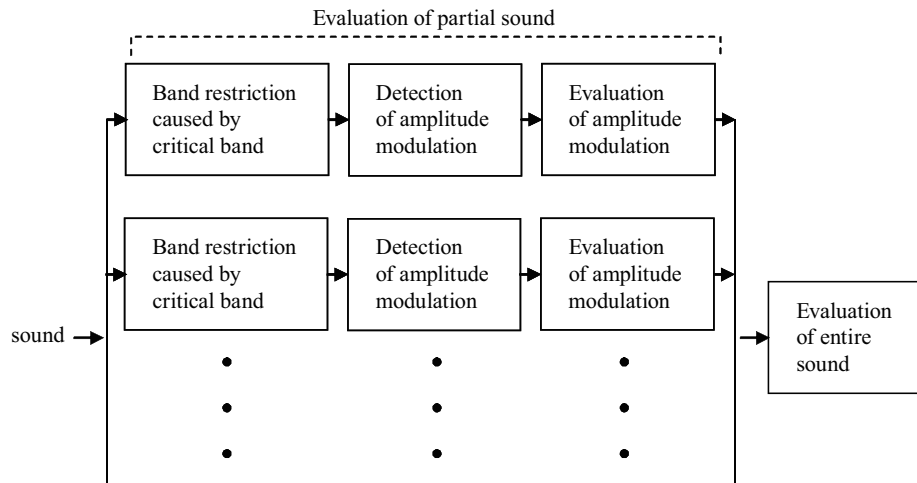 Evaluation of partial sound
Band restriction
caused by
critical band
Detection
of amplitude
modulation
Evaluation
of amplitude
modulation
Band restriction
caused by
critical band
Detection
of amplitude
modulation
Evaluation
of amplitude
modulation
sound
Evaluation
of entire
sound